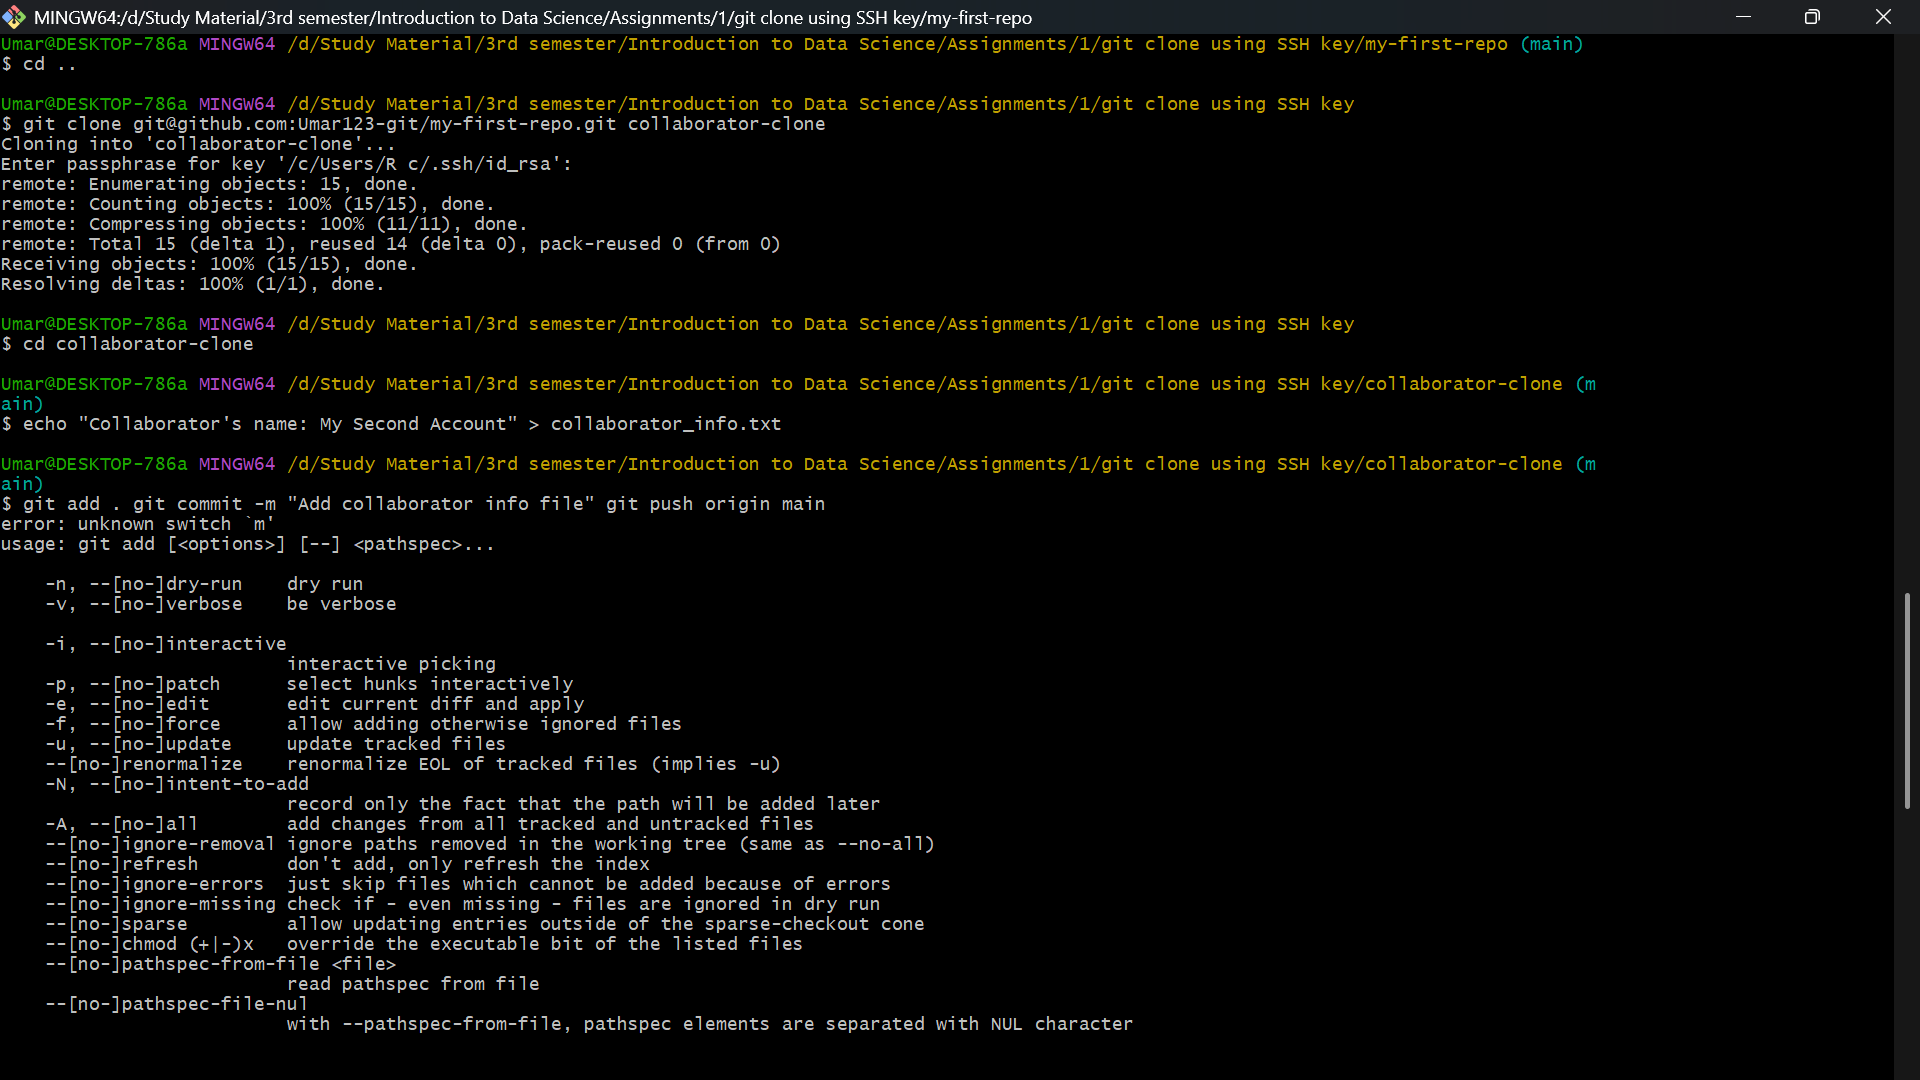 MINGW64:/d/Study Material/3rd semester/Introduction to Data Science/Assignments/1/git clone using SSH key/my-first-repo
Umar@DESKTOP-786a MINGW64 /d/Study Material/3rd semester/Introduction to Data Science/Assignments/1/git clone using SSH key/my-first-repo (main)
$ cd ..
Umar@DESKTOP-786a MINGW64 /d/Study Material/3rd semester/Introduction to Data Science/Assignments/1/git clone using SSH key
$ git clone git@github.com:Umar123-git/my-first-repo.git collaborator-clone
Cloning into 'collaborator-clone'...
Enter passphrase for key '/c/Users/R c/.ssh/id_rsa':
remote: Enumerating objects: 15, done.
remote: Counting objects: 100% (15/15), done.
remote: Compressing objects: 100% (11/11), done.
remote: Total 15 (delta 1), reused 14 (delta 0), pack-reused 0 (from 0)
Receiving objects: 100% (15/15), done.
Resolving deltas: 100% (1/1), done.
Umar@DESKTOP-786a MINGW64 /d/Study Material/3rd semester/Introduction to Data Science/Assignments/1/git clone using SSH key
$ cd collaborator-clone
Umar@DESKTOP-786a MINGW64 /d/Study Material/3rd semester/Introduction to Data Science/Assignments/1/git clone using SSH key/collaborator-clone (m
ain)
$ echo "Collaborator's name: My Second Account" > collaborator_info.txt
Umar@DESKTOP-786a MINGW64 /d/Study Material/3rd semester/Introduction to Data Science/Assignments/1/git clone using SSH key/collaborator-clone (m
ain)
$ git add . git commit -m "Add collaborator info file" git push origin main
error: unknown switch `m'
usage: git add [<options>] [--] <pathspec>...
-n, --[no-]dry-run    dry run
-v, --[no-]verbose    be verbose
-i, --[no-]interactive
interactive picking
-p, --[no-]patch      select hunks interactively
-e, --[no-]edit       edit current diff and apply
-f, --[no-]force      allow adding otherwise ignored files
-u, --[no-]update     update tracked files
--[no-]renormalize    renormalize EOL of tracked files (implies -u)
-N, --[no-]intent-to-add
record only the fact that the path will be added later
-A, --[no-]all        add changes from all tracked and untracked files
--[no-]ignore-removal ignore paths removed in the working tree (same as --no-all)
--[no-]refresh        don't add, only refresh the index
--[no-]ignore-errors  just skip files which cannot be added because of errors
--[no-]ignore-missing check if - even missing - files are ignored in dry run
--[no-]sparse         allow updating entries outside of the sparse-checkout cone
--[no-]chmod (+|-)x   override the executable bit of the listed files
--[no-]pathspec-from-file <file>
read pathspec from file
--[no-]pathspec-file-nul
with --pathspec-from-file, pathspec elements are separated with NUL character